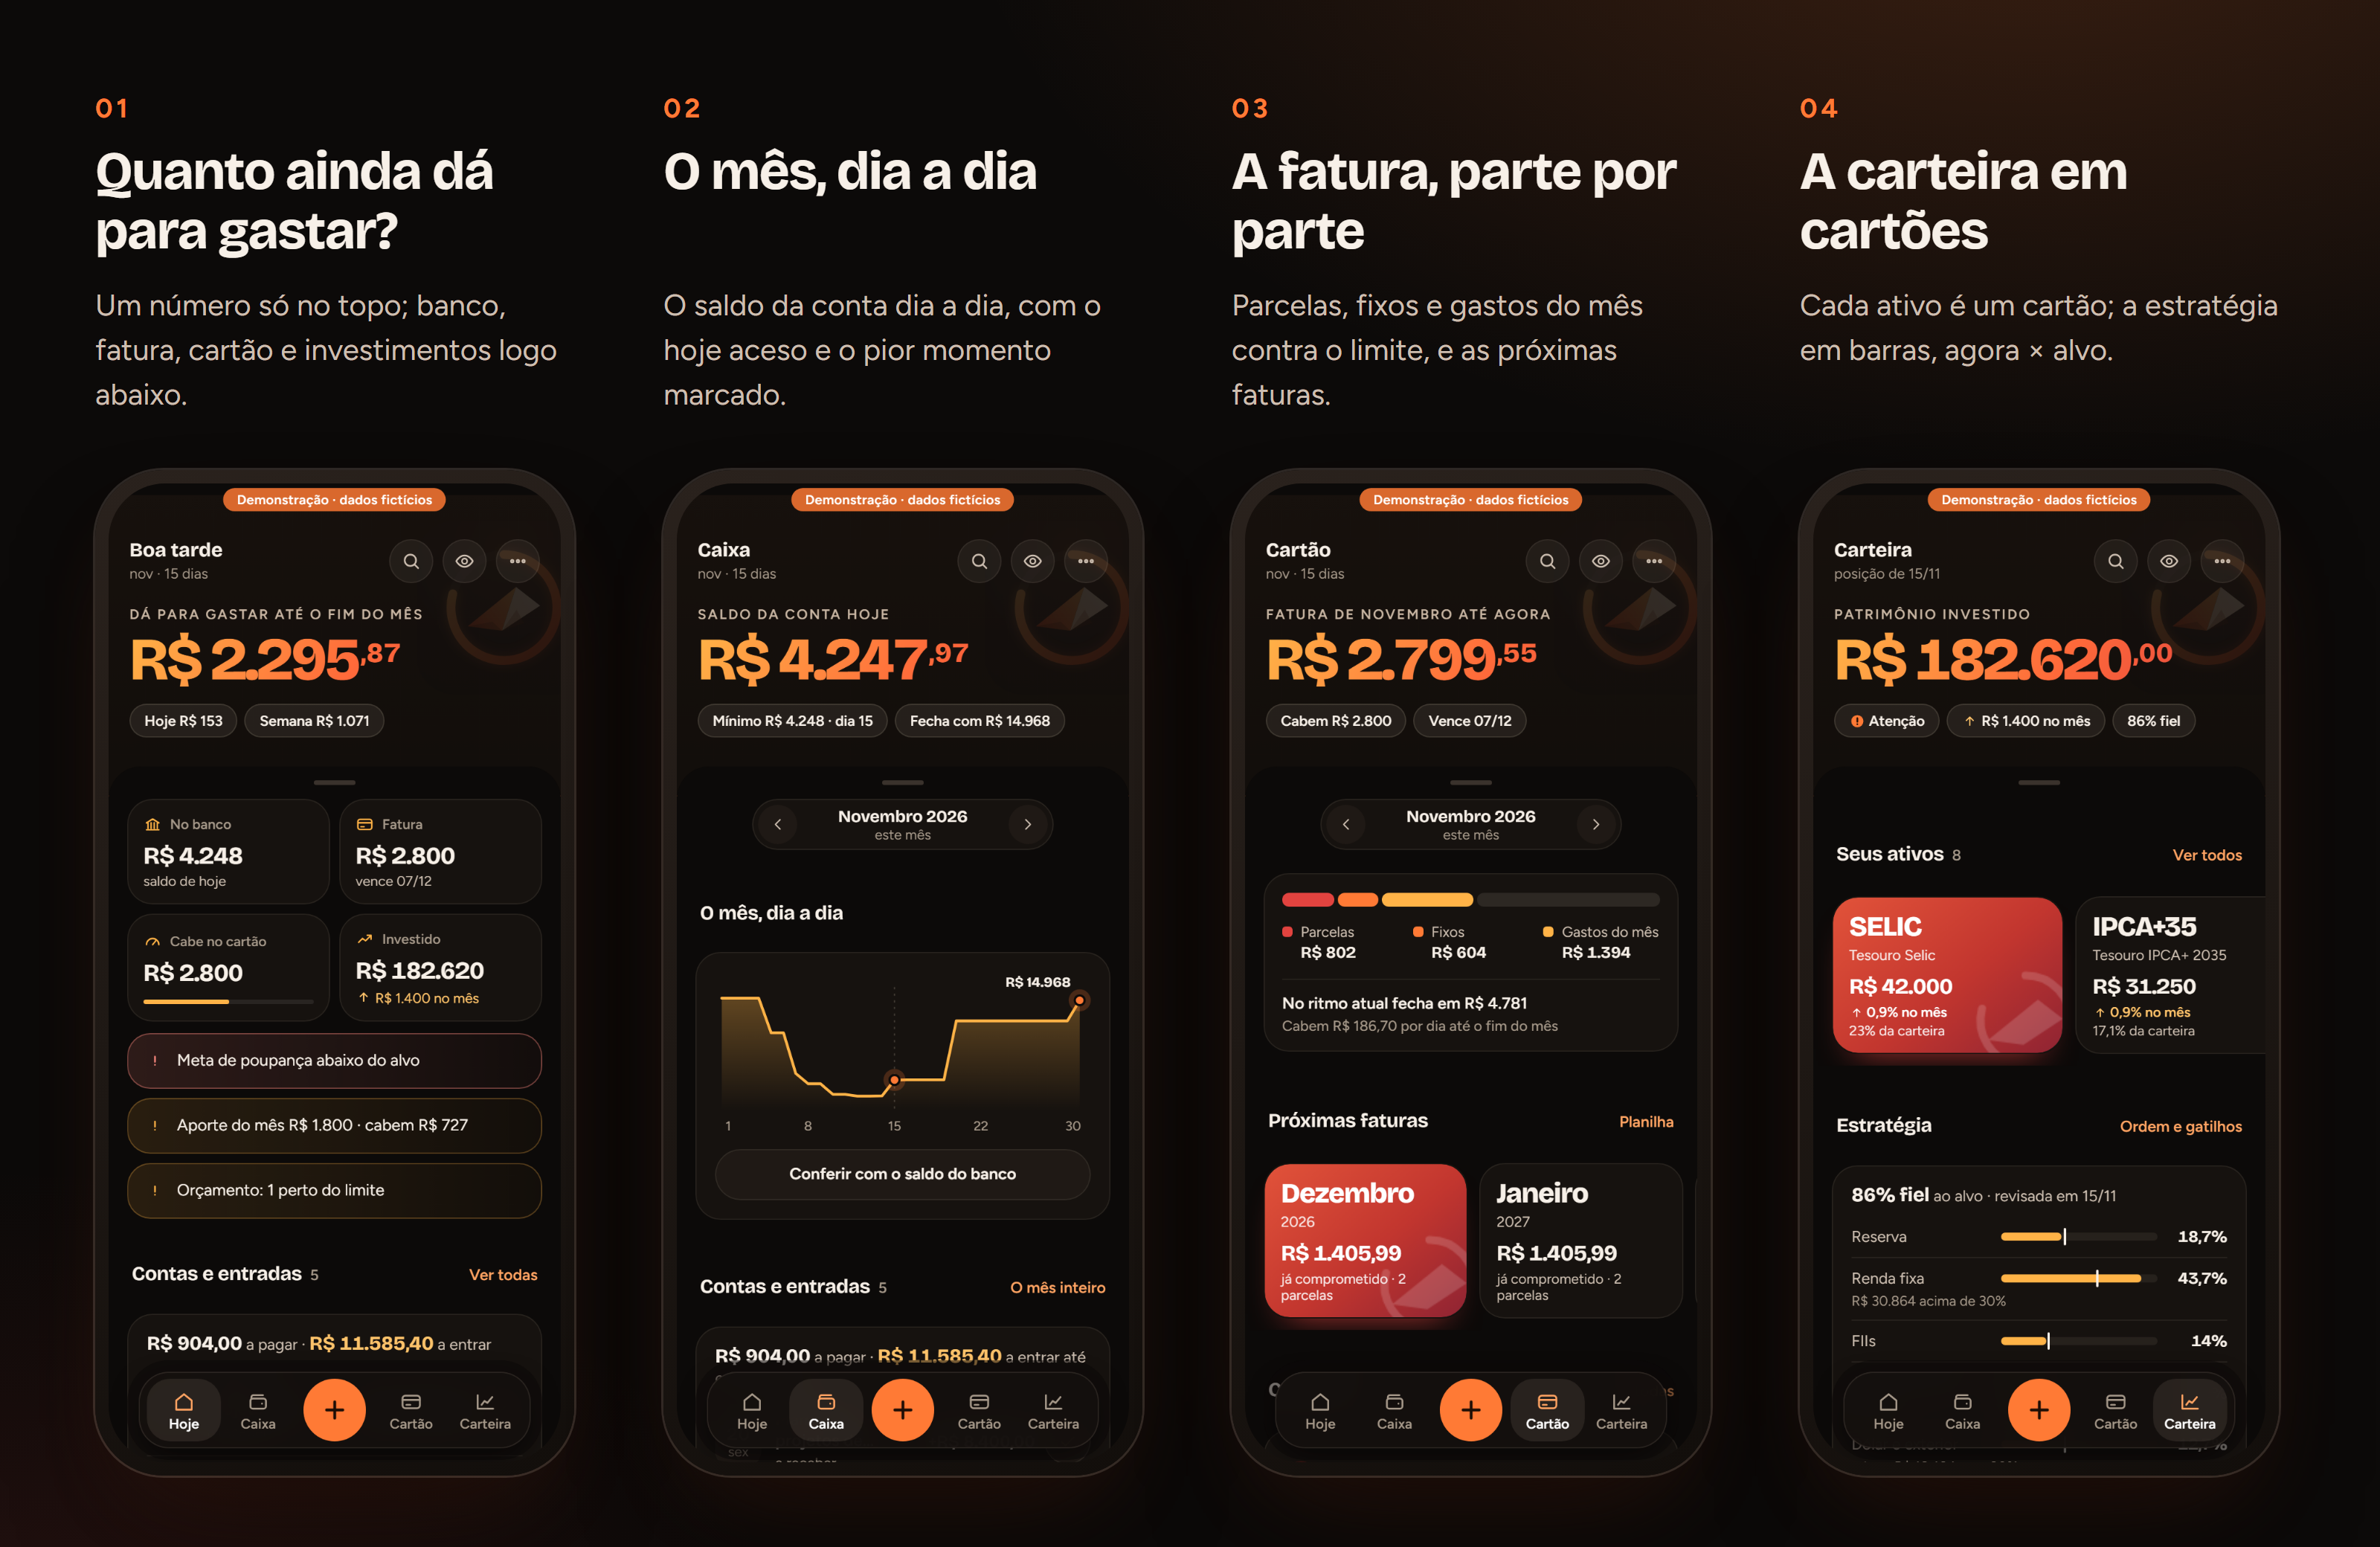 01
Quanto ainda dá
para gastar?
Um número só no topo; banco,
fatura, cartão e investimentos logo
abaixo.
Demonstração · dados fictícios
Boa tarde
nov · 15 dias
DÁ PARA GASTAR ATÉ O FIM DO MÊS
R$ 2.295,87
Hoje R$ 153
Semana R$ 1.071
No banco
R$ 4.248
saldo de hoje
Fatura
R$ 2.800
vence 07/12
Cabe no cartão
R$ 2.800
Investido
R$ 182.620
↑ R$ 1.400 no mês
! Meta de poupança abaixo do alvo
! Aporte do mês R$ 1.800 · cabem R$ 727
! Orçamento: 1 perto do limite
Contas e entradas 5
Ver todas
R$ 904,00 a pagar · R$ 11.585,40 a entrar
Hoje
Caixa
+
Cartão
Carteira
02
O mês, dia a dia
O saldo da conta dia a dia, com o
hoje aceso e o pior momento
marcado.
Demonstração · dados fictícios
Caixa
nov · 15 dias
SALDO DA CONTA HOJE
R$ 4.247,97
Mínimo R$ 4.248 · dia 15
Fecha com R$ 14.968
Novembro 2026
este mês
O mês, dia a dia
R$ 14.968
1 8 15 22 30
Conferir com o saldo do banco
Contas e entradas 5
O mês inteiro
R$ 904,00 a pagar · R$ 11.585,40 a entrar até
Hoje
Caixa
+
Cartão
Carteira
sex
a receber
03
A fatura, parte por
parte
Parcelas, fixos e gastos do mês
contra o limite, e as próximas
faturas.
Demonstração · dados fictícios
Cartão
nov · 15 dias
FATURA DE NOVEMBRO ATÉ AGORA
R$ 2.799,55
Cabem R$ 2.800
Vence 07/12
Novembro 2026
este mês
Parcelas
R$ 802
Fixos
R$ 604
Gastos do mês
R$ 1.394
No ritmo atual fecha em R$ 4.781
Cabem R$ 186,70 por dia até o fim do mês
Próximas faturas
Planilha
Dezembro
2026
R$ 1.405,99
já comprometido · 2
parcelas
Janeiro
2027
R$ 1.405,99
já comprometido · 2
parcelas
Hoje
Caixa
+
Cartão
Carteira
04
A carteira em
cartões
Cada ativo é um cartão; a estratégia
em barras, agora × alvo.
Demonstração · dados fictícios
Carteira
posição de 15/11
PATRIMÔNIO INVESTIDO
R$ 182.620,00
! Atenção
↑ R$ 1.400 no mês
86% fiel
Seus ativos 8
Ver todos
SELIC
Tesouro Selic
R$ 42.000
↑ 0,9% no mês
23% da carteira
IPCA+35
Tesouro IPCA+ 2035
R$ 31.250
↑ 0,9% no mês
17,1% da carteira
Estratégia
Ordem e gatilhos
86% fiel ao alvo · revisada em 15/11
Reserva 18,7%
Renda fixa 43,7%
R$ 30.864 acima de 30%
FIIs 14%
Hoje
Caixa
+
Cartão
Carteira